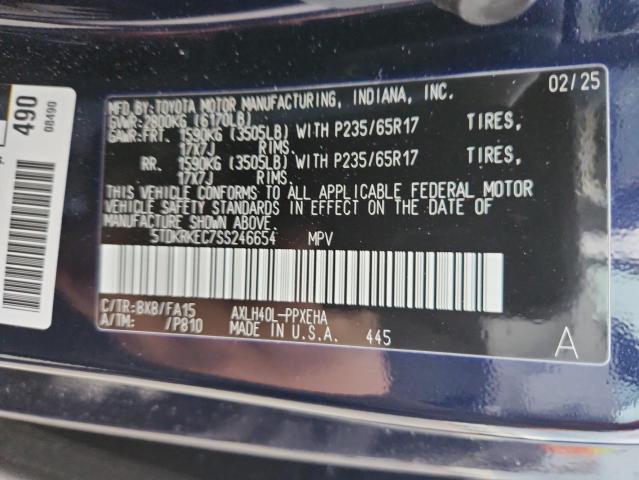 02/25
MFD. BY:TOYOTA MOTOR MANUFACTURING, INDIANA, INC.
GVWR:2800KG (6170LB)
GAWR:FRT. 1590KG (3505LB) WITH P235/65R17 TIRES,
17X7J RIMS.
RR. 1590KG (3505LB) WITH P235/65R17 TIRES,
17X7J RIMS.
THIS VEHICLE CONFORMS TO ALL APPLICABLE FEDERAL MOTOR
VEHICLE SAFETY STANDARDS IN EFFECT ON THE DATE OF
MANUFACTURE SHOWN ABOVE.
5TDKRKEC7SS246654 MPV
C/TR:BXB/FA15 AXLH40L-PPXEHA
A/TM: /P810 MADE IN U.S.A. 445
A
490
08490